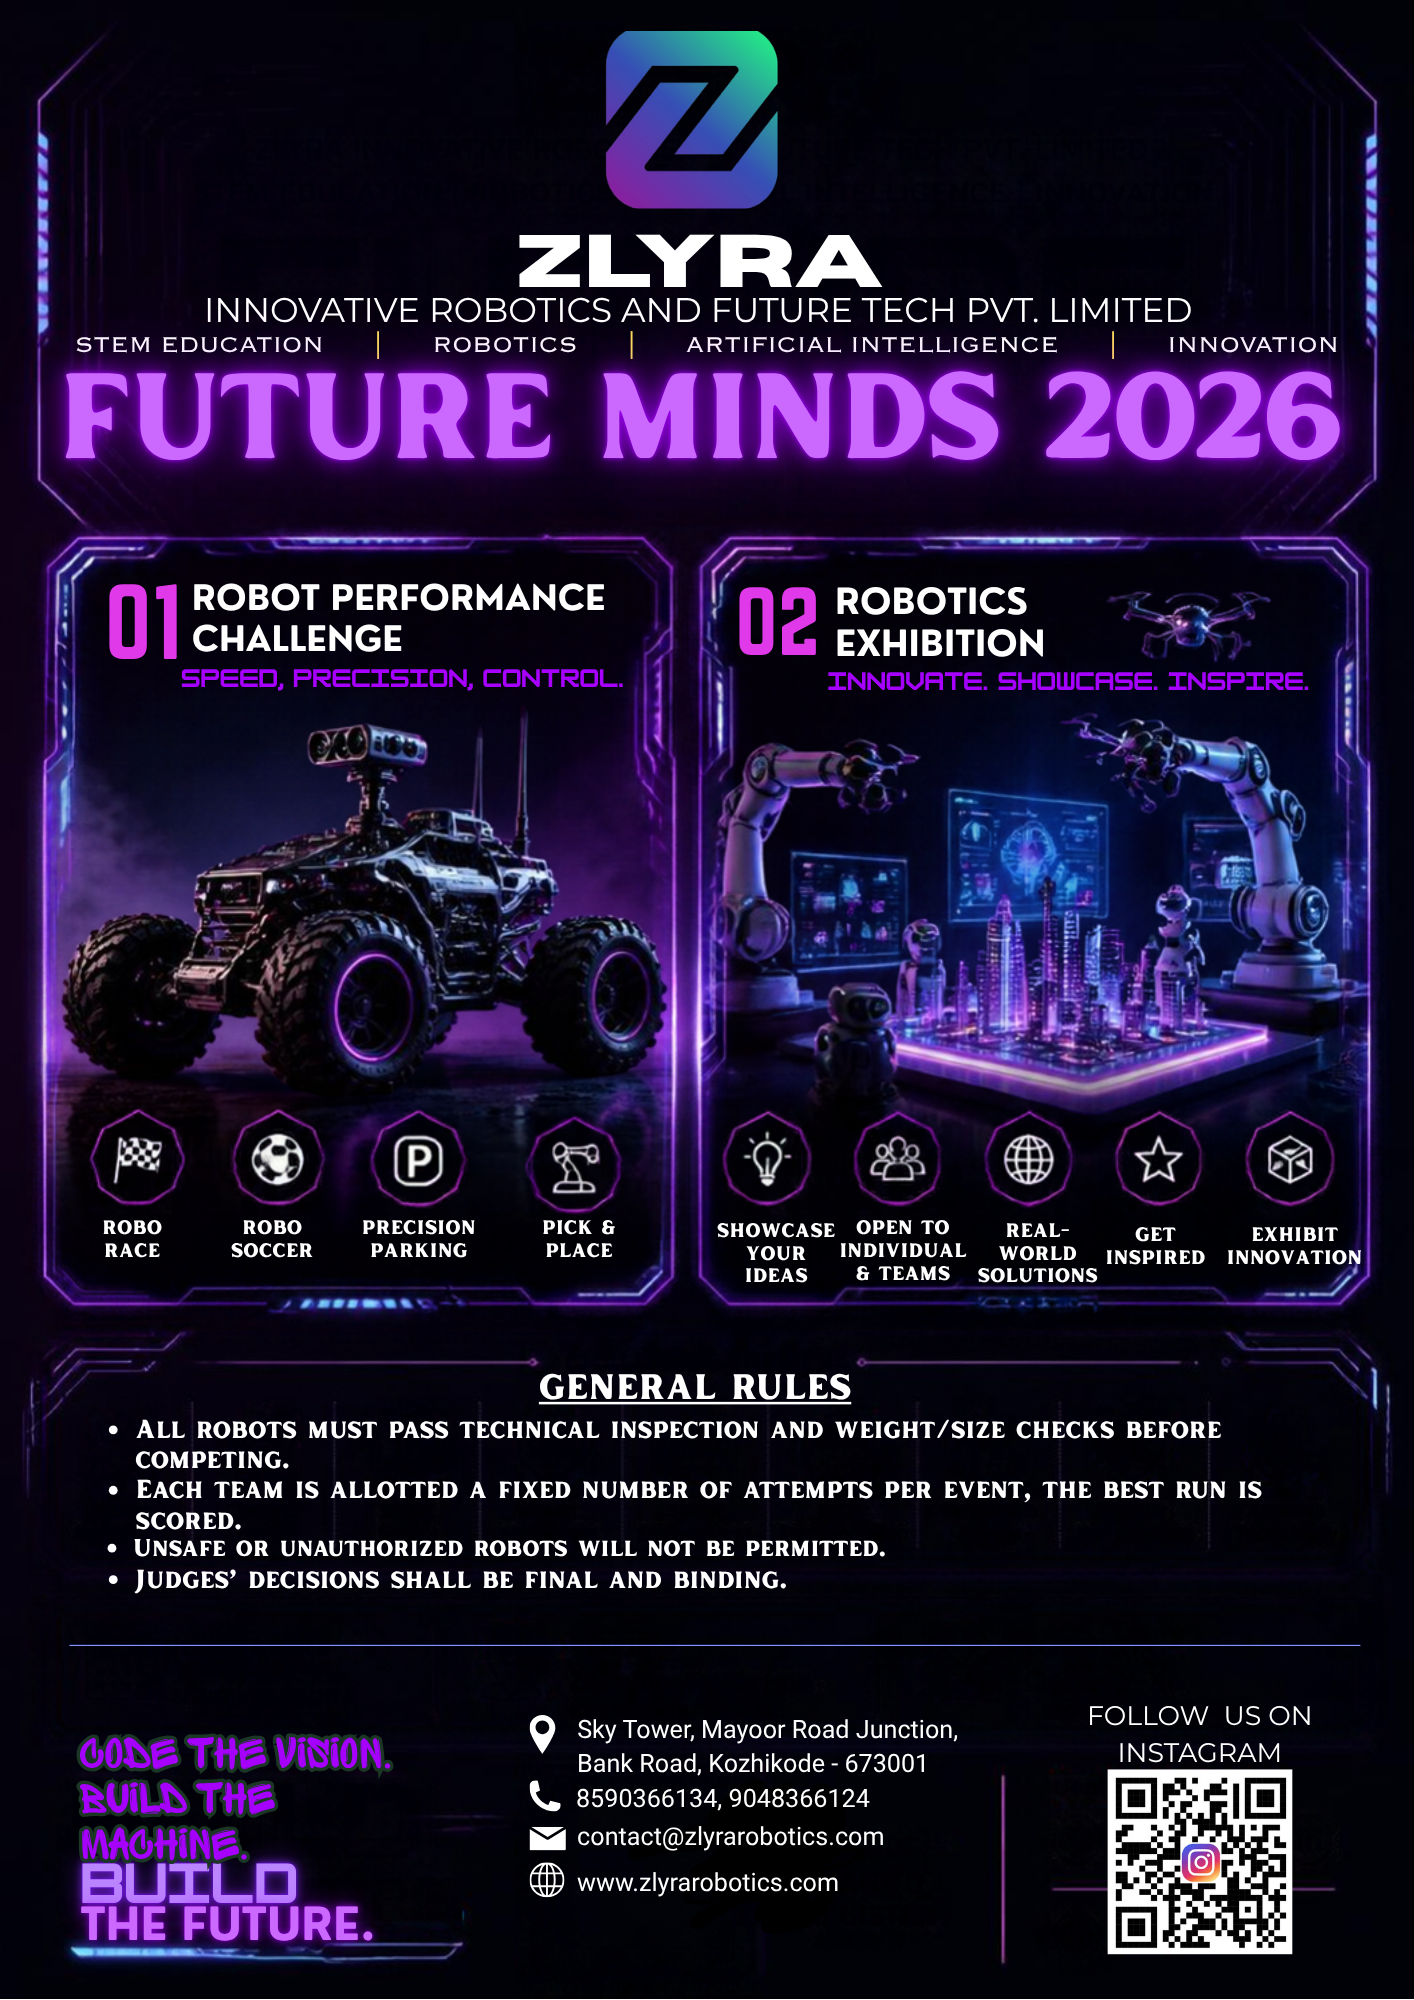 ZLYRA
INNOVATIVE ROBOTICS AND FUTURE TECH PVT. LIMITED
STEM EDUCATION | ROBOTICS | ARTIFICIAL INTELLIGENCE | INNOVATION
FUTURE MINDS 2026
01 ROBOT PERFORMANCE
CHALLENGE
SPEED, PRECISION, CONTROL.
ROBO
RACE
ROBO
SOCCER
P
PRECISION
PARKING
PICK &
PLACE
02 ROBOTICS
EXHIBITION
INNOVATE. SHOWCASE. INSPIRE.
SHOWCASE
YOUR
IDEAS
OPEN TO
INDIVIDUAL
& TEAMS
REAL-
WORLD
SOLUTIONS
GET
INSPIRED
EXHIBIT
INNOVATION
GENERAL RULES
• ALL ROBOTS MUST PASS TECHNICAL INSPECTION AND WEIGHT/SIZE CHECKS BEFORE
COMPETING.
• EACH TEAM IS ALLOTTED A FIXED NUMBER OF ATTEMPTS PER EVENT, THE BEST RUN IS
SCORED.
• UNSAFE OR UNAUTHORIZED ROBOTS WILL NOT BE PERMITTED.
• JUDGES' DECISIONS SHALL BE FINAL AND BINDING.
CODE THE VISION.
BUILD THE
MACHINE.
BUILD
THE FUTURE.
Sky Tower, Mayoor Road Junction,
Bank Road, Kozhikode - 673001
8590366134, 9048366124
contact@zlyrarobotics.com
www.zlyrarobotics.com
FOLLOW US ON
INSTAGRAM